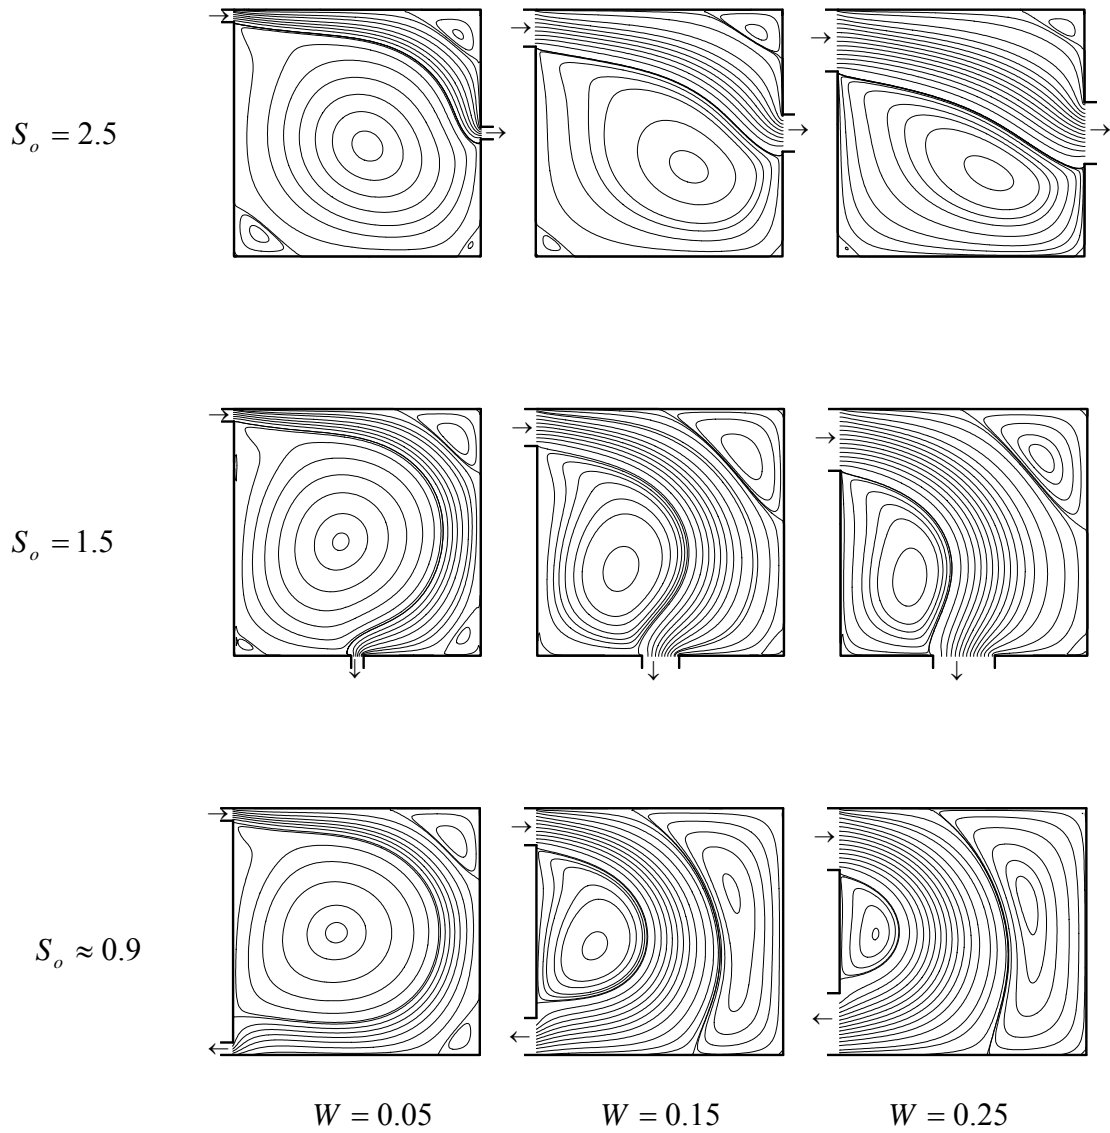 S_o = 2.5
S_o = 1.5
S_o ≈ 0.9
W = 0.05
W = 0.15
W = 0.25